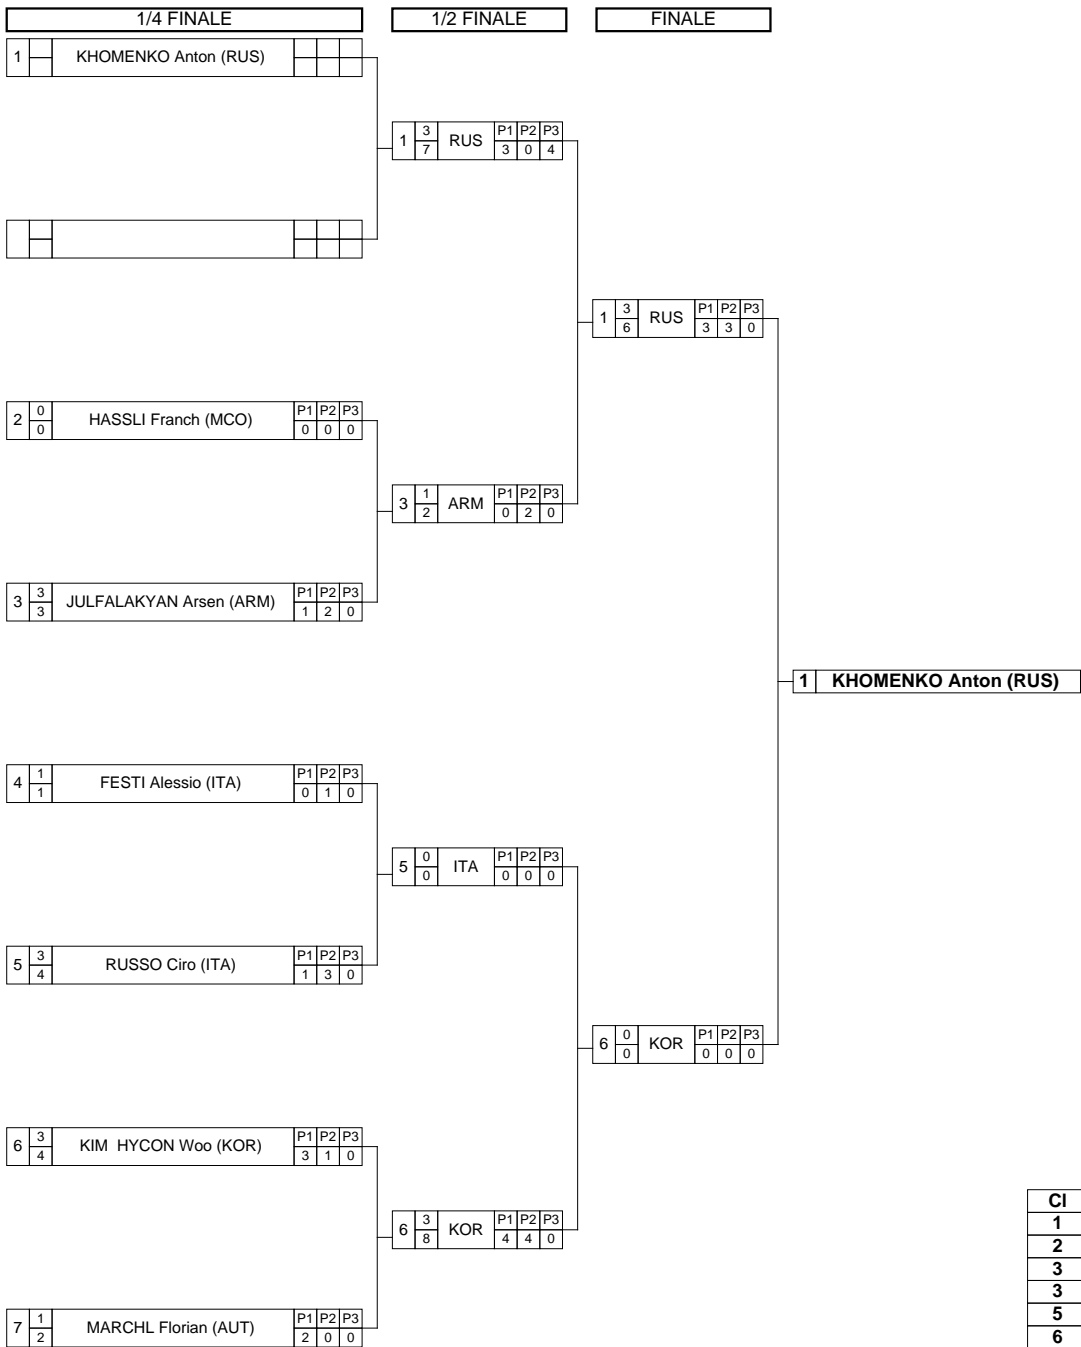 1/4 FINALE 1/2 FINALE FINALE
1 KHOMENKO Anton (RUS)
3 P1 P2 P3
1 RUS
7 3 0 4
3 P1 P2 P3
1 RUS
6 3 3 0
0 P1 P2 P3
2 HASSLI Franch (MCO)
0 0 0 0
1 P1 P2 P3
3 ARM
2 0 2 0
3 P1 P2 P3
3 JULFALAKYAN Arsen (ARM)
3 1 2 0
1 KHOMENKO Anton (RUS)
1 P1 P2 P3
4 FESTI Alessio (ITA)
1 0 1 0
0 P1 P2 P3
5 ITA
0 0 0 0
3 P1 P2 P3
5 RUSSO Ciro (ITA)
4 1 3 0
0 P1 P2 P3
6 KOR
0 0 0 0
3 P1 P2 P3
6 KIM HYCON Woo (KOR)
4 3 1 0
3 P1 P2 P3
6 KOR
8 4 4 0
Cl
1
2
3
3
5
6
1 P1 P2 P3
7 MARCHL Florian (AUT)
2 2 0 0